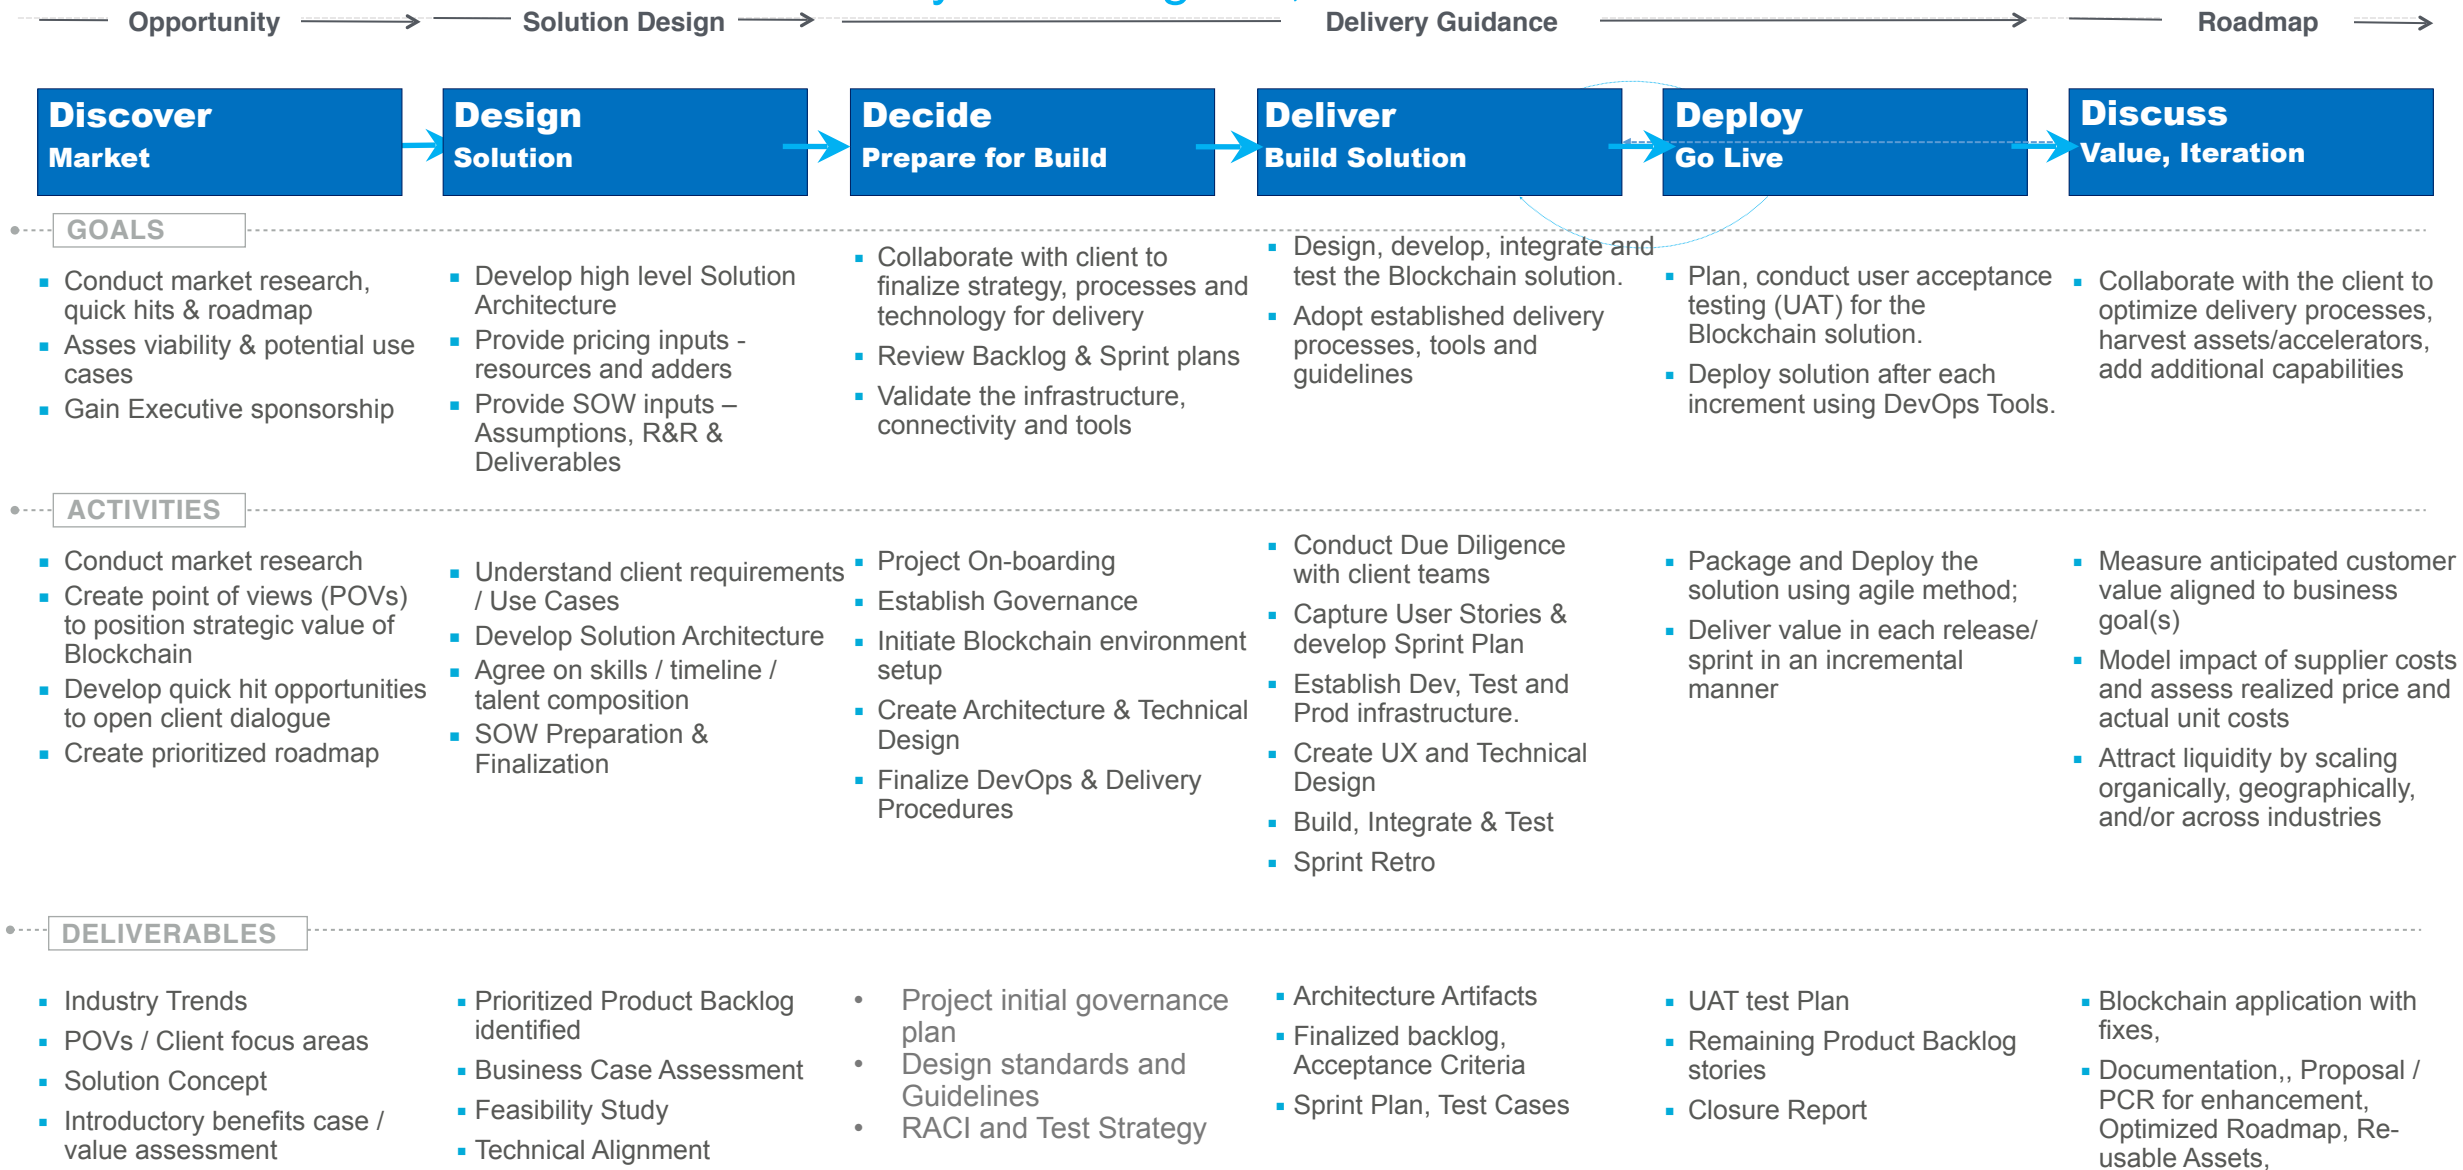 Opportunity
Solution Design
Delivery Guidance
Roadmap
Discover
Market
Design
Solution
Decide
Prepare for Build
Deliver
Build Solution
Deploy
Go Live
Discuss
Value, Iteration
GOALS
▪ Conduct market research,
quick hits & roadmap
▪ Asses viability & potential use
cases
▪ Gain Executive sponsorship
▪ Develop high level Solution
Architecture
▪ Provide pricing inputs -
resources and adders
▪ Provide SOW inputs –
Assumptions, R&R &
Deliverables
▪ Collaborate with client to
finalize strategy, processes and
technology for delivery
▪ Review Backlog & Sprint plans
▪ Validate the infrastructure,
connectivity and tools
▪ Design, develop, integrate and
test the Blockchain solution.
▪ Adopt established delivery
processes, tools and
guidelines
▪ Plan, conduct user acceptance
testing (UAT) for the
Blockchain solution.
▪ Deploy solution after each
increment using DevOps Tools.
▪ Collaborate with the client to
optimize delivery processes,
harvest assets/accelerators,
add additional capabilities
ACTIVITIES
▪ Conduct market research
▪ Create point of views (POVs)
to position strategic value of
Blockchain
▪ Develop quick hit opportunities
to open client dialogue
▪ Create prioritized roadmap
▪ Understand client requirements
/ Use Cases
▪ Develop Solution Architecture
▪ Agree on skills / timeline /
talent composition
▪ SOW Preparation &
Finalization
▪ Project On-boarding
▪ Establish Governance
▪ Initiate Blockchain environment
setup
▪ Create Architecture & Technical
Design
▪ Finalize DevOps & Delivery
Procedures
▪ Conduct Due Diligence
with client teams
▪ Capture User Stories &
develop Sprint Plan
▪ Establish Dev, Test and
Prod infrastructure.
▪ Create UX and Technical
Design
▪ Build, Integrate & Test
▪ Sprint Retro
▪ Package and Deploy the
solution using agile method;
▪ Deliver value in each release/
sprint in an incremental
manner
▪ Measure anticipated customer
value aligned to business
goal(s)
▪ Model impact of supplier costs
and assess realized price and
actual unit costs
▪ Attract liquidity by scaling
organically, geographically,
and/or across industries
DELIVERABLES
▪ Industry Trends
▪ POVs / Client focus areas
▪ Solution Concept
▪ Introductory benefits case /
value assessment
▪ Prioritized Product Backlog
identified
▪ Business Case Assessment
▪ Feasibility Study
▪ Technical Alignment
• Project initial governance
plan
• Design standards and
Guidelines
• RACI and Test Strategy
▪ Architecture Artifacts
▪ Finalized backlog,
Acceptance Criteria
▪ Sprint Plan, Test Cases
▪ UAT test Plan
▪ Remaining Product Backlog
stories
▪ Closure Report
▪ Blockchain application with
fixes,
▪ Documentation,, Proposal /
PCR for enhancement,
Optimized Roadmap, Re-
usable Assets,